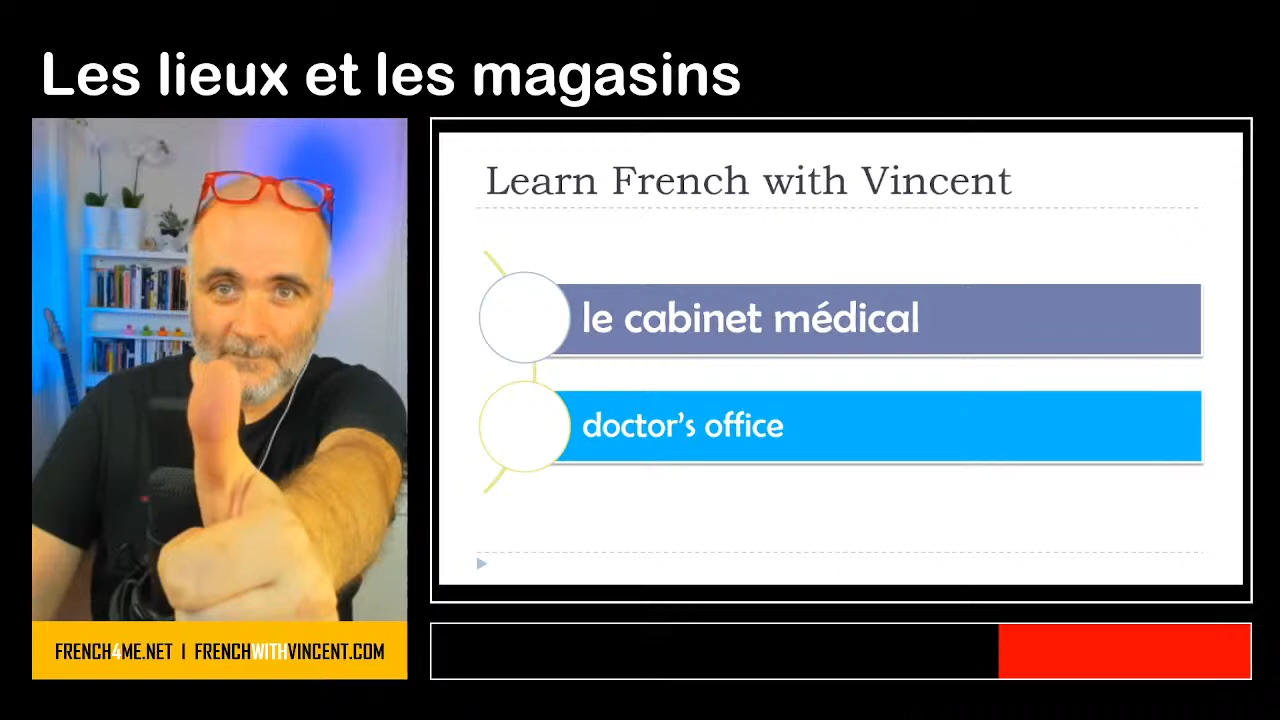 Les lieux et les magasins
Learn French with Vincent
le cabinet médical
doctor's office
FRENCH4ME.NET I FRENCHWITHVINCENT.COM